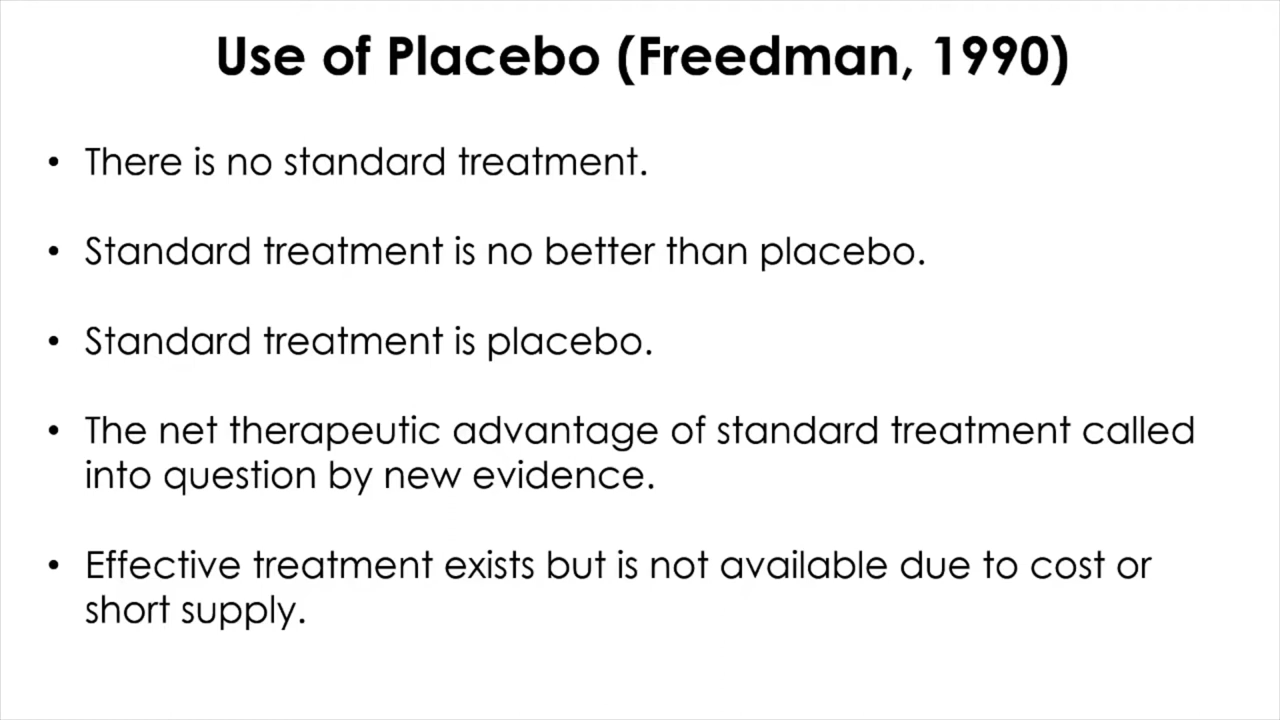 Use of Placebo (Freedman, 1990)
• There is no standard treatment.
• Standard treatment is no better than placebo.
• Standard treatment is placebo.
• The net therapeutic advantage of standard treatment called
into question by new evidence.
• Effective treatment exists but is not available due to cost or
short supply.